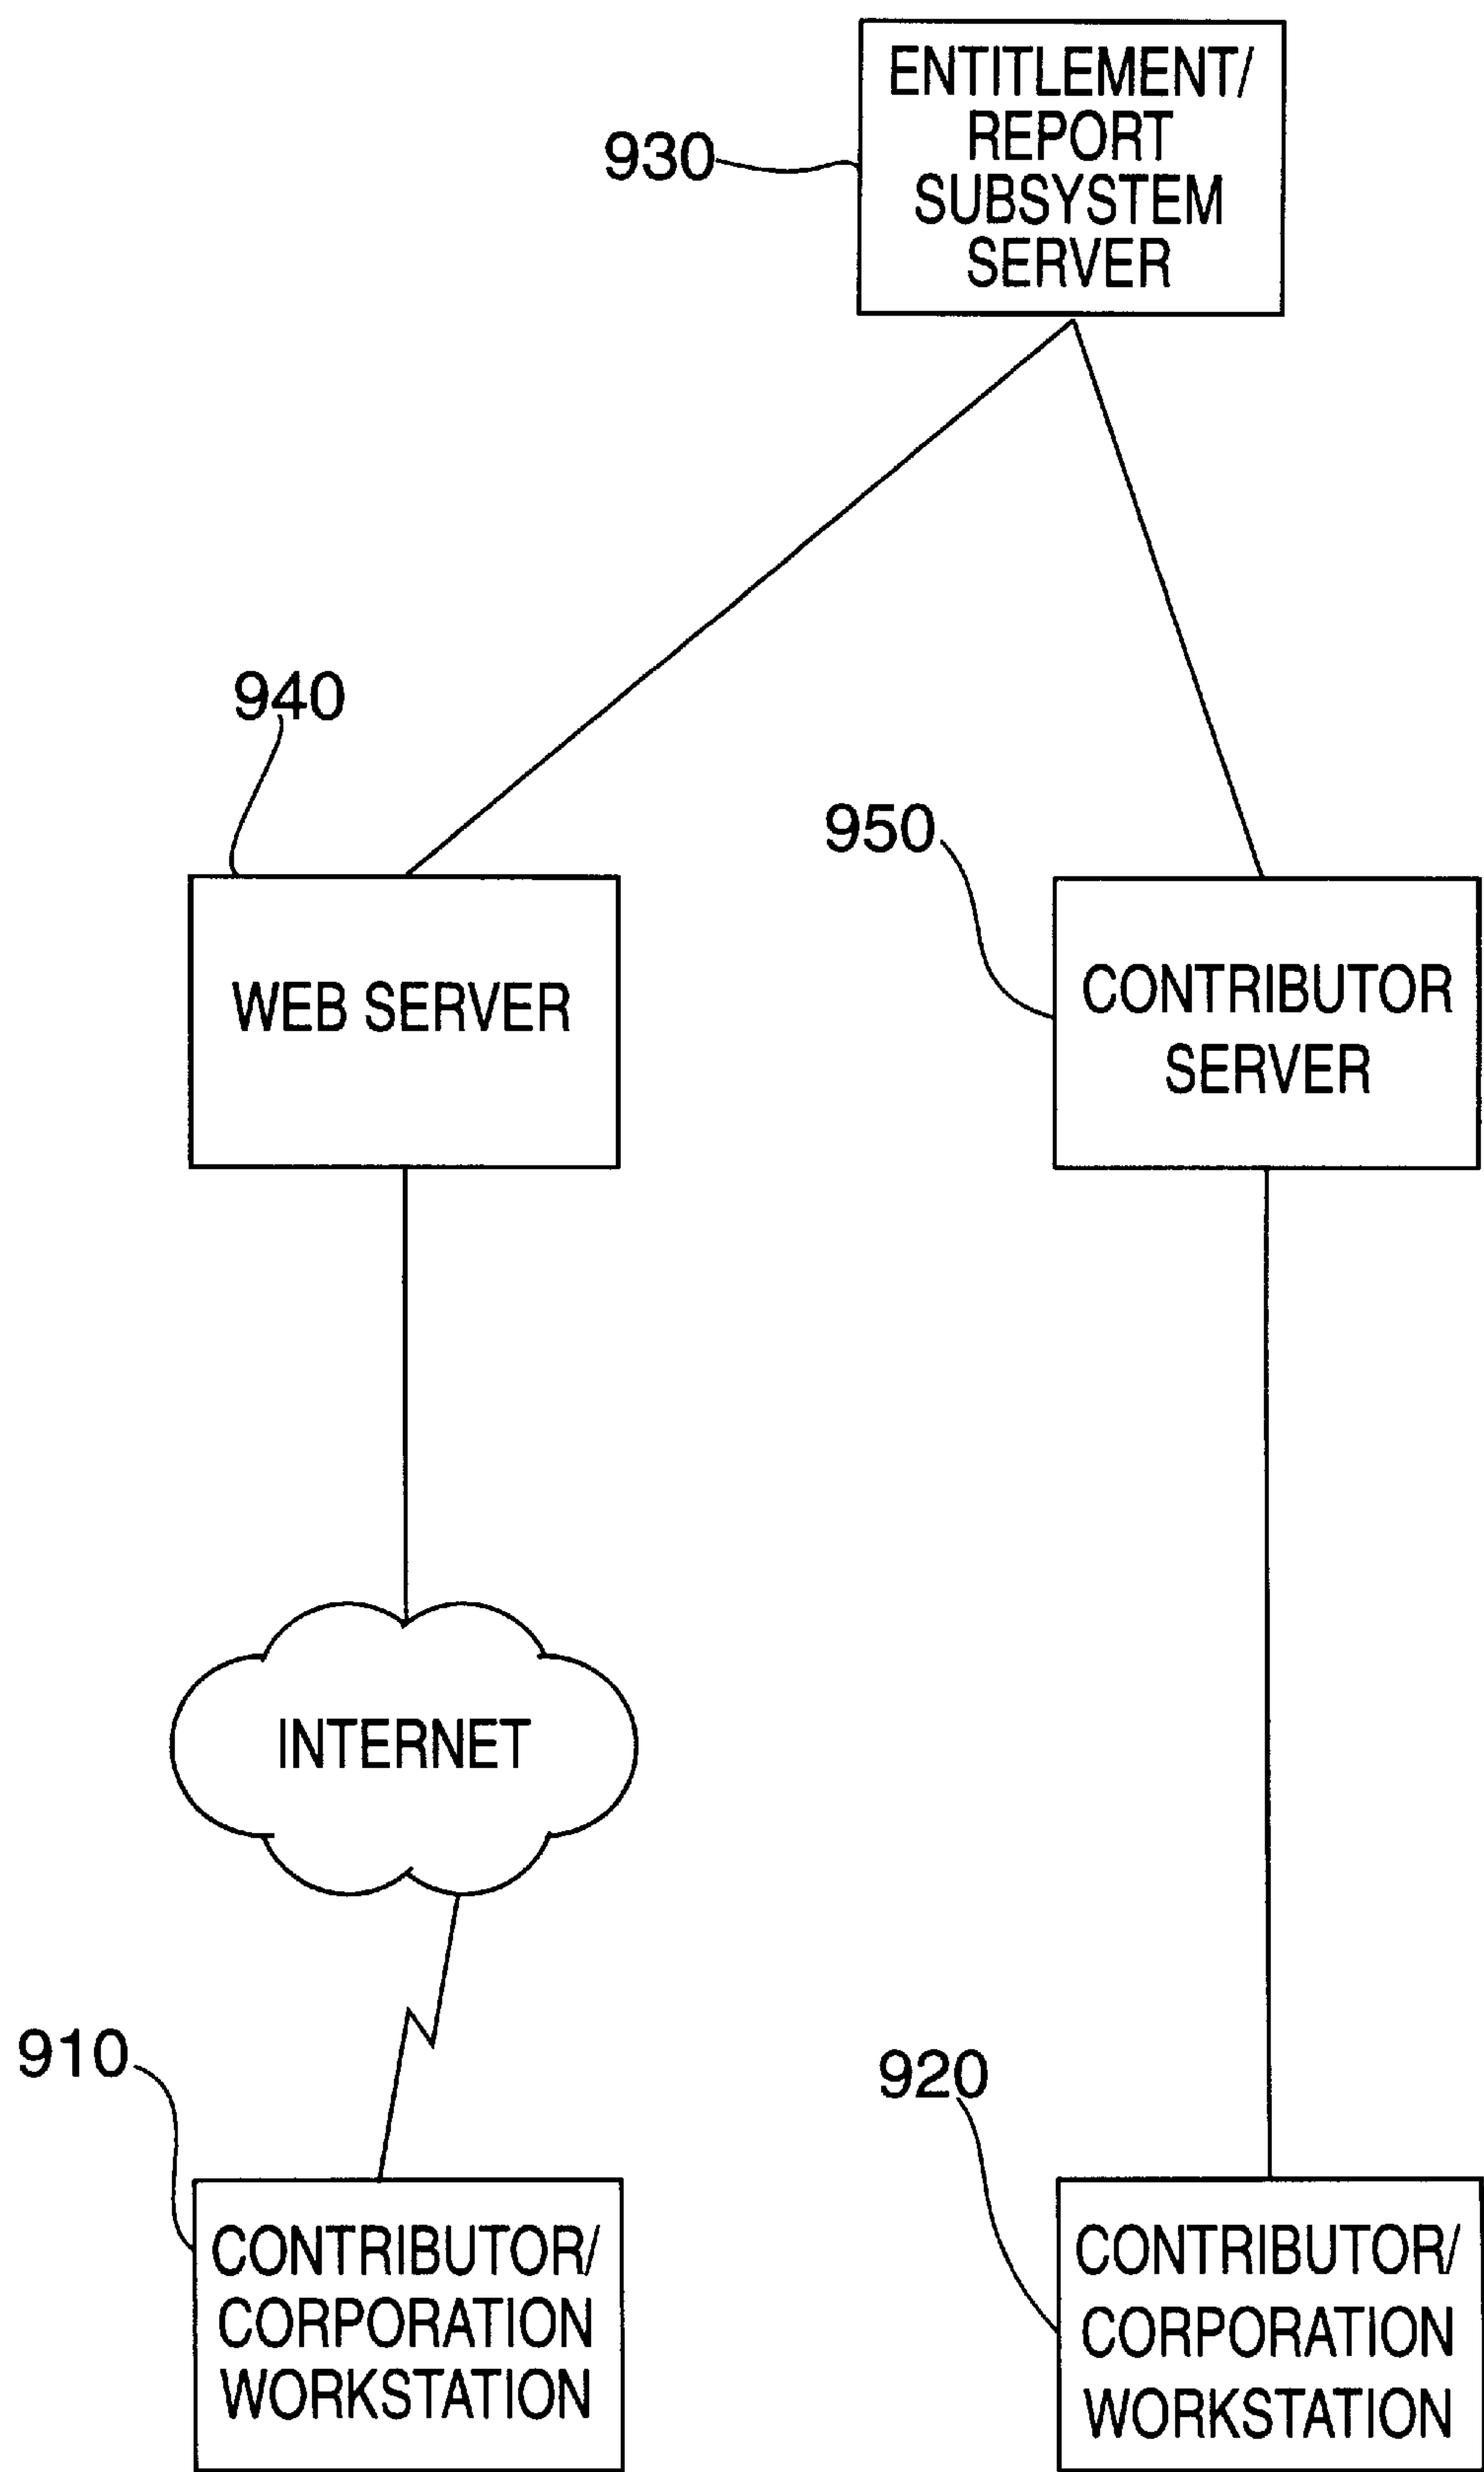 ENTITLEMENT/
REPORT
SUBSYSTEM
SERVER
930
940
950
WEB SERVER
CONTRIBUTOR
SERVER
INTERNET
910
920
CONTRIBUTOR/
CORPORATION
WORKSTATION
CONTRIBUTOR/
CORPORATION
WORKSTATION